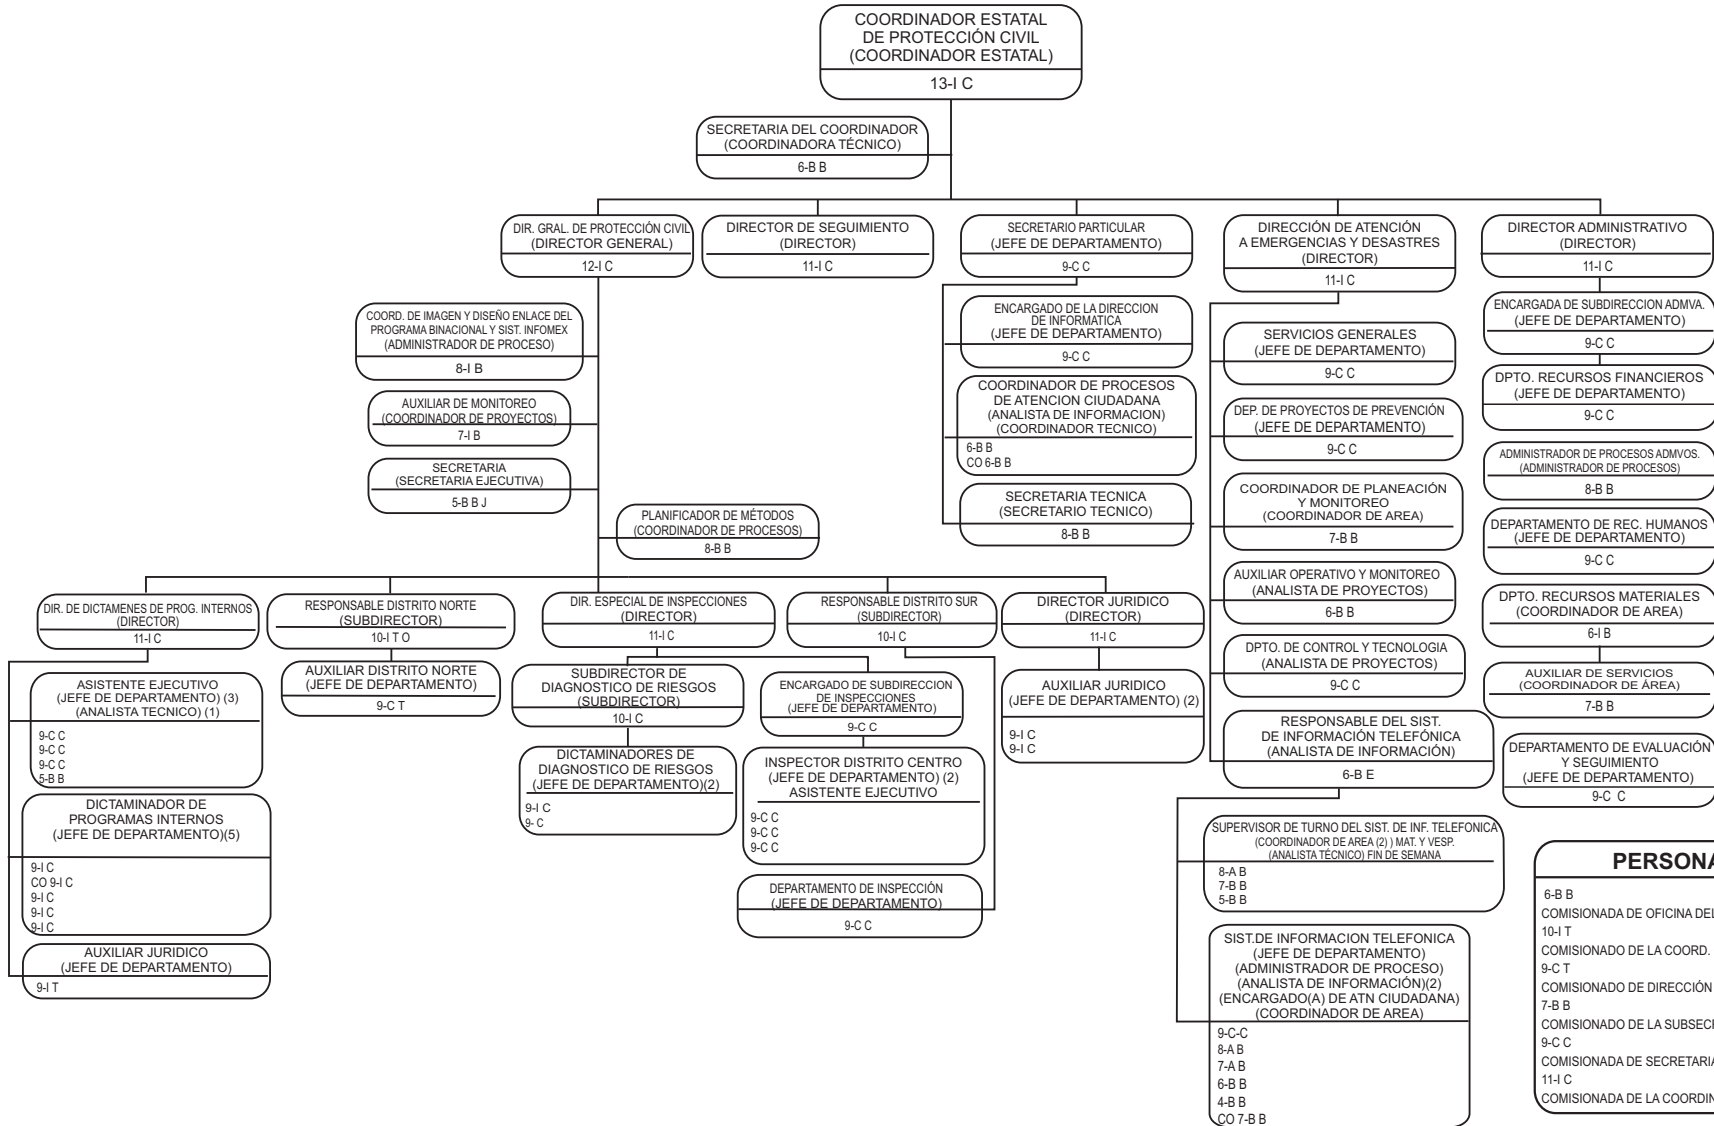 COORDINADOR ESTATAL
DE PROTECCIÓN CIVIL
(COORDINADOR ESTATAL)
13-I C
SECRETARIA DEL COORDINADOR
(COORDINADORA TÉCNICO)
6-B B
DIR. GRAL. DE PROTECCIÓN CIVIL
(DIRECTOR GENERAL)
12-I C
DIRECTOR DE SEGUIMIENTO
(DIRECTOR)
11-I C
SECRETARIO PARTICULAR
(JEFE DE DEPARTAMENTO)
9-C C
DIRECCIÓN DE ATENCIÓN
A EMERGENCIAS Y DESASTRES
(DIRECTOR)
11-I C
DIRECTOR ADMINISTRATIVO
(DIRECTOR)
11-I C
COORD. DE IMAGEN Y DISEÑO ENLACE DEL
PROGRAMA BINACIONAL Y SIST. INFOMEX
(ADMINISTRADOR DE PROCESO)
8-I B
AUXILIAR DE MONITOREO
(COORDINADOR DE PROYECTOS)
7-I B
SECRETARIA
(SECRETARIA EJECUTIVA)
5-B B J
PLANIFICADOR DE MÉTODOS
(COORDINADOR DE PROCESOS)
8-B B
ENCARGADO DE LA DIRECCION
DE INFORMATICA
(JEFE DE DEPARTAMENTO)
9-C C
COORDINADOR DE PROCESOS
DE ATENCION CIUDADANA
(ANALISTA DE INFORMACION)
(COORDINADOR TECNICO)
6-B B
CO 6-B B
SECRETARIA TECNICA
(SECRETARIO TECNICO)
8-B B
SERVICIOS GENERALES
(JEFE DE DEPARTAMENTO)
9-C C
DEP. DE PROYECTOS DE PREVENCIÓN
(JEFE DE DEPARTAMENTO)
9-C C
COORDINADOR DE PLANEACIÓN
Y MONITOREO
(COORDINADOR DE AREA)
7-B B
AUXILIAR OPERATIVO Y MONITOREO
(ANALISTA DE PROYECTOS)
6-B B
DPTO. DE CONTROL Y TECNOLOGIA
(ANALISTA DE PROYECTOS)
9-C C
RESPONSABLE DEL SIST.
DE INFORMACIÓN TELEFÓNICA
(ANALISTA DE INFORMACIÓN)
6-B E
ENCARGADA DE SUBDIRECCION ADMVA.
(JEFE DE DEPARTAMENTO)
9-C C
DPTO. RECURSOS FINANCIEROS
(JEFE DE DEPARTAMENTO)
9-C C
ADMINISTRADOR DE PROCESOS ADMVOS.
(ADMINISTRADOR DE PROCESOS)
8-B B
DEPARTAMENTO DE REC. HUMANOS
(JEFE DE DEPARTAMENTO)
9-C C
DPTO. RECURSOS MATERIALES
(COORDINADOR DE AREA)
6-I B
AUXILIAR DE SERVICIOS
(COORDINADOR DE ÁREA)
7-B B
DEPARTAMENTO DE EVALUACIÓN
Y SEGUIMIENTO
(JEFE DE DEPARTAMENTO)
9-C C
DIR. DE DICTAMENES DE PROG. INTERNOS
(DIRECTOR)
11-I C
RESPONSABLE DISTRITO NORTE
(SUBDIRECTOR)
10-I T O
DIR. ESPECIAL DE INSPECCIONES
(DIRECTOR)
11-I C
RESPONSABLE DISTRITO SUR
(SUBDIRECTOR)
10-I C
DIRECTOR JURIDICO
(DIRECTOR)
11-I C
ASISTENTE EJECUTIVO
(JEFE DE DEPARTAMENTO) (3)
(ANALISTA TECNICO) (1)
9-C C
9-C C
9-C C
5-B B
DICTAMINADOR DE
PROGRAMAS INTERNOS
(JEFE DE DEPARTAMENTO)(5)
9-I C
CO 9-I C
9-I C
9-I C
9-I C
AUXILIAR JURIDICO
(JEFE DE DEPARTAMENTO)
9-I T
AUXILIAR DISTRITO NORTE
(JEFE DE DEPARTAMENTO)
9-C T
SUBDIRECTOR DE
DIAGNOSTICO DE RIESGOS
(SUBDIRECTOR)
10-I C
DICTAMINADORES DE
DIAGNOSTICO DE RIESGOS
(JEFE DE DEPARTAMENTO)(2)
9-I C
9- C
ENCARGADO DE SUBDIRECCION
DE INSPECCIONES
(JEFE DE DEPARTAMENTO)
9-C C
INSPECTOR DISTRITO CENTRO
(JEFE DE DEPARTAMENTO) (2)
ASISTENTE EJECUTIVO
9-C C
9-C C
9-C C
DEPARTAMENTO DE INSPECCIÓN
(JEFE DE DEPARTAMENTO)
9-C C
AUXILIAR JURIDICO
(JEFE DE DEPARTAMENTO) (2)
9-I C
9-I C
SUPERVISOR DE TURNO DEL SIST. DE INF. TELEFONICA
(COORDINADOR DE AREA (2) ) MAT. Y VESP.
(ANALISTA TÉCNICO) FIN DE SEMANA
8-A B
7-B B
5-B B
SIST.DE INFORMACION TELEFONICA
(JEFE DE DEPARTAMENTO)
(ADMINISTRADOR DE PROCESO)
(ANALISTA DE INFORMACIÓN)(2)
(ENCARGADO(A) DE ATN CIUDADANA)
(COORDINADOR DE AREA)
9-C-C
8-A B
7-A B
6-B B
4-B B
CO 7-B B
6-B B
COMISIONADA DE OFICINA
10-I T
COMISIONADO DE LA COORD.
9-C T
COMISIONADO DE DIRECCIÓN
7-B B
COMISIONADO DE LA
9-C C
COMISIONADA DE SECRETARIA
11-I C
COMISIONADA DE LA